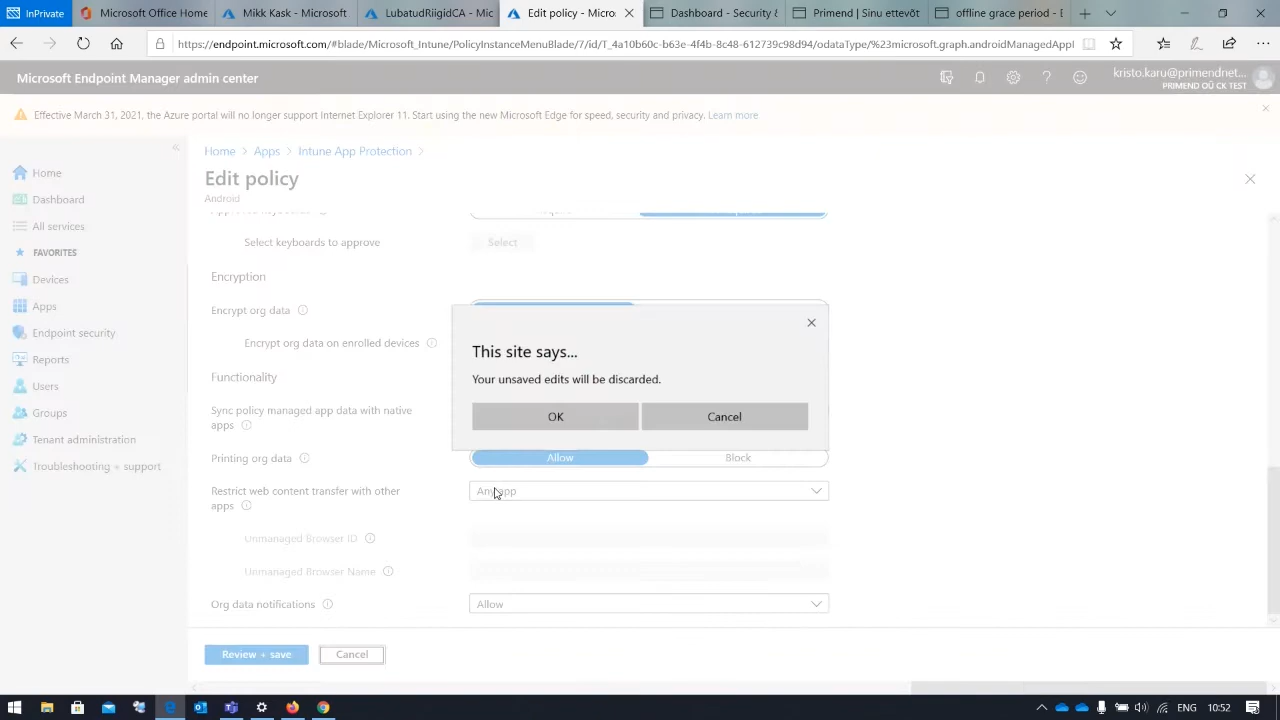 InPrivate
Microsoft Office Home
Mikk Kask - Microsoft
LubatudRigidCA - Mic
Edit policy - Micros
Dashboard - Security &
Primend | Sinu ettevõt
offline grace period - D
https://endpoint.microsoft.com/#blade/Microsoft_Intune/PolicyInstanceMenuBlade/7/id/T_4a10b60c-b63e-4f4b-8c48-612739c98d94/odataType/%23microsoft.graph.androidManagedAppl
Microsoft Endpoint Manager admin center
kristo.karu@primendnet...
PRIMEND OÜ CK TEST
Effective March 31, 2021, the Azure portal will no longer support Internet Explorer 11. Start using the new Microsoft Edge for speed, security and privacy. Learn more
Home > Apps > Intune App Protection >
Edit policy
Android
Home
Dashboard
All services
FAVORITES
Devices
Apps
Endpoint security
Reports
Users
Groups
Tenant administration
Troubleshooting + support
Select keyboards to approve
Select
Encryption
Encrypt org data
Encrypt org data on enrolled devices
Functionality
Sync policy managed app data with native
apps
Printing org data
Allow
Block
Restrict web content transfer with other
apps
Any app
Unmanaged Browser ID
Unmanaged Browser Name
Org data notifications
Allow
This site says...
Your unsaved edits will be discarded.
OK
Cancel
Review + save
Cancel
ENG
10:52